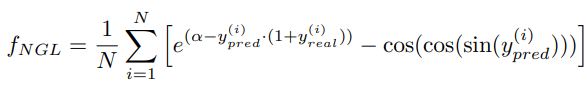 f_{NGL} = \frac{1}{N} \sum_{i=1}^{N} \left[ e^{(\alpha - y_{pred}^{(i)} \cdot (1 + y_{real}^{(i)}))} - \cos(\cos(\sin(y_{pred}^{(i)}))) \right]